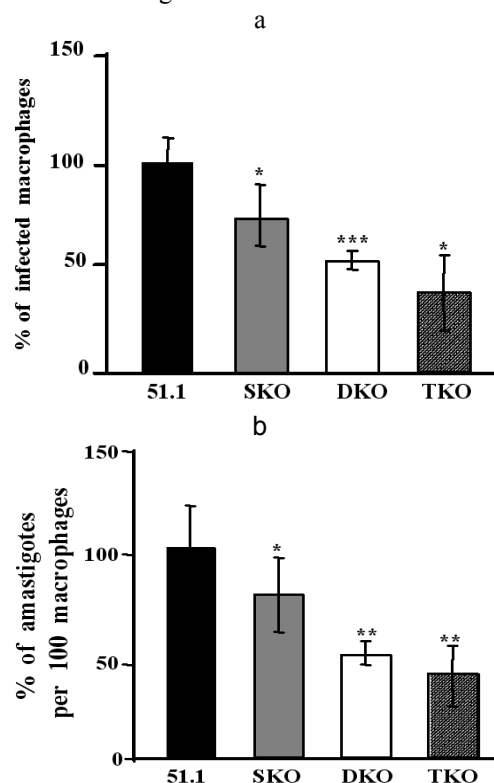 a
150
100
50
0
% of infected macrophages
*
***
*
51.1 SKO DKO TKO
b
150
100
50
0
% of amastigotes
per 100 macrophages
*
**
**
51.1 SKO DKO TKO